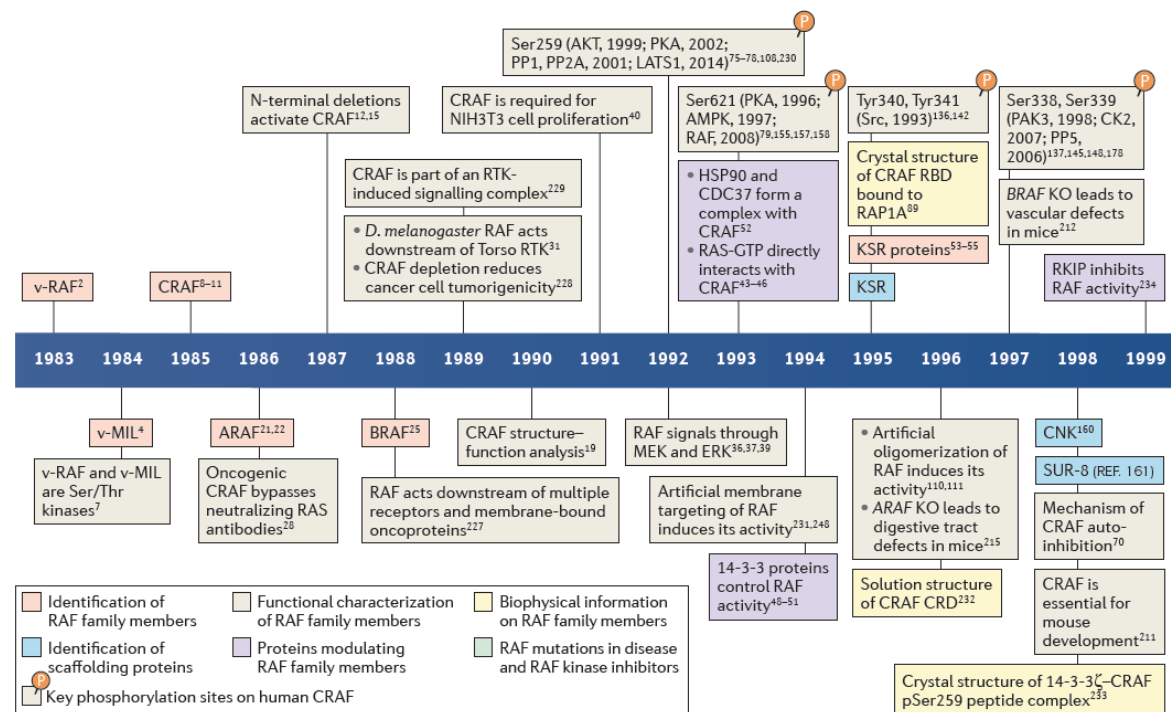 Ser259 (AKT, 1999; PKA, 2002;
PP1, PP2A, 2001; LATS1, 2014)75–78,108,230
P
N-terminal deletions
activate CRAF12,15
CRAF is required for
NIH3T3 cell proliferation40
Ser621 (PKA, 1996;
AMPK, 1997;
RAF, 2008)79,155,157,158
P
Tyr340, Tyr341
(Src, 1993)136,142
P
Ser338, Ser339
(PAK3, 1998; CK2,
2007; PP5,
2006)137,145,148,178
P
CRAF is part of an RTK-
induced signalling complex229
• D. melanogaster RAF acts
downstream of Torso RTK31
• CRAF depletion reduces
cancer cell tumorigenicity228
• HSP90 and
CDC37 form a
complex with
CRAF52
• RAS-GTP directly
interacts with
CRAF43–46
Crystal structure
of CRAF RBD
bound to
RAP1A89
KSR proteins53–55
KSR
BRAF KO leads to
vascular defects
in mice212
RKIP inhibits
RAF activity234
v-RAF2
CRAF8–11
1983 1984 1985 1986 1987 1988 1989 1990 1991 1992 1993 1994 1995 1996 1997 1998 1999
v-MIL4
v-RAF and v-MIL
are Ser/Thr
kinases7
ARAF21,22
Oncogenic
CRAF bypasses
neutralizing RAS
antibodies28
BRAF25
RAF acts downstream of multiple
receptors and membrane-bound
oncoproteins227
CRAF structure–
function analysis19
RAF signals through
MEK and ERK36,37,39
Artificial membrane
targeting of RAF
induces its activity231,248
14-3-3 proteins
control RAF
activity48–51
• Artificial
oligomerization of
RAF induces its
activity110,111
• ARAF KO leads to
digestive tract
defects in mice215
Solution structure
of CRAF CRD232
CNK160
SUR-8 (REF. 161)
Mechanism of
CRAF auto-
inhibition70
CRAF is
essential for
mouse
development211
Crystal structure of 14-3-3ζ–CRAF
pSer259 peptide complex233
Identification of
RAF family members
Functional characterization
of RAF family members
Biophysical information
on RAF family members
Identification of
scaffolding proteins
Proteins modulating
RAF family members
RAF mutations in disease
and RAF kinase inhibitors
P
Key phosphorylation sites on human CRAF